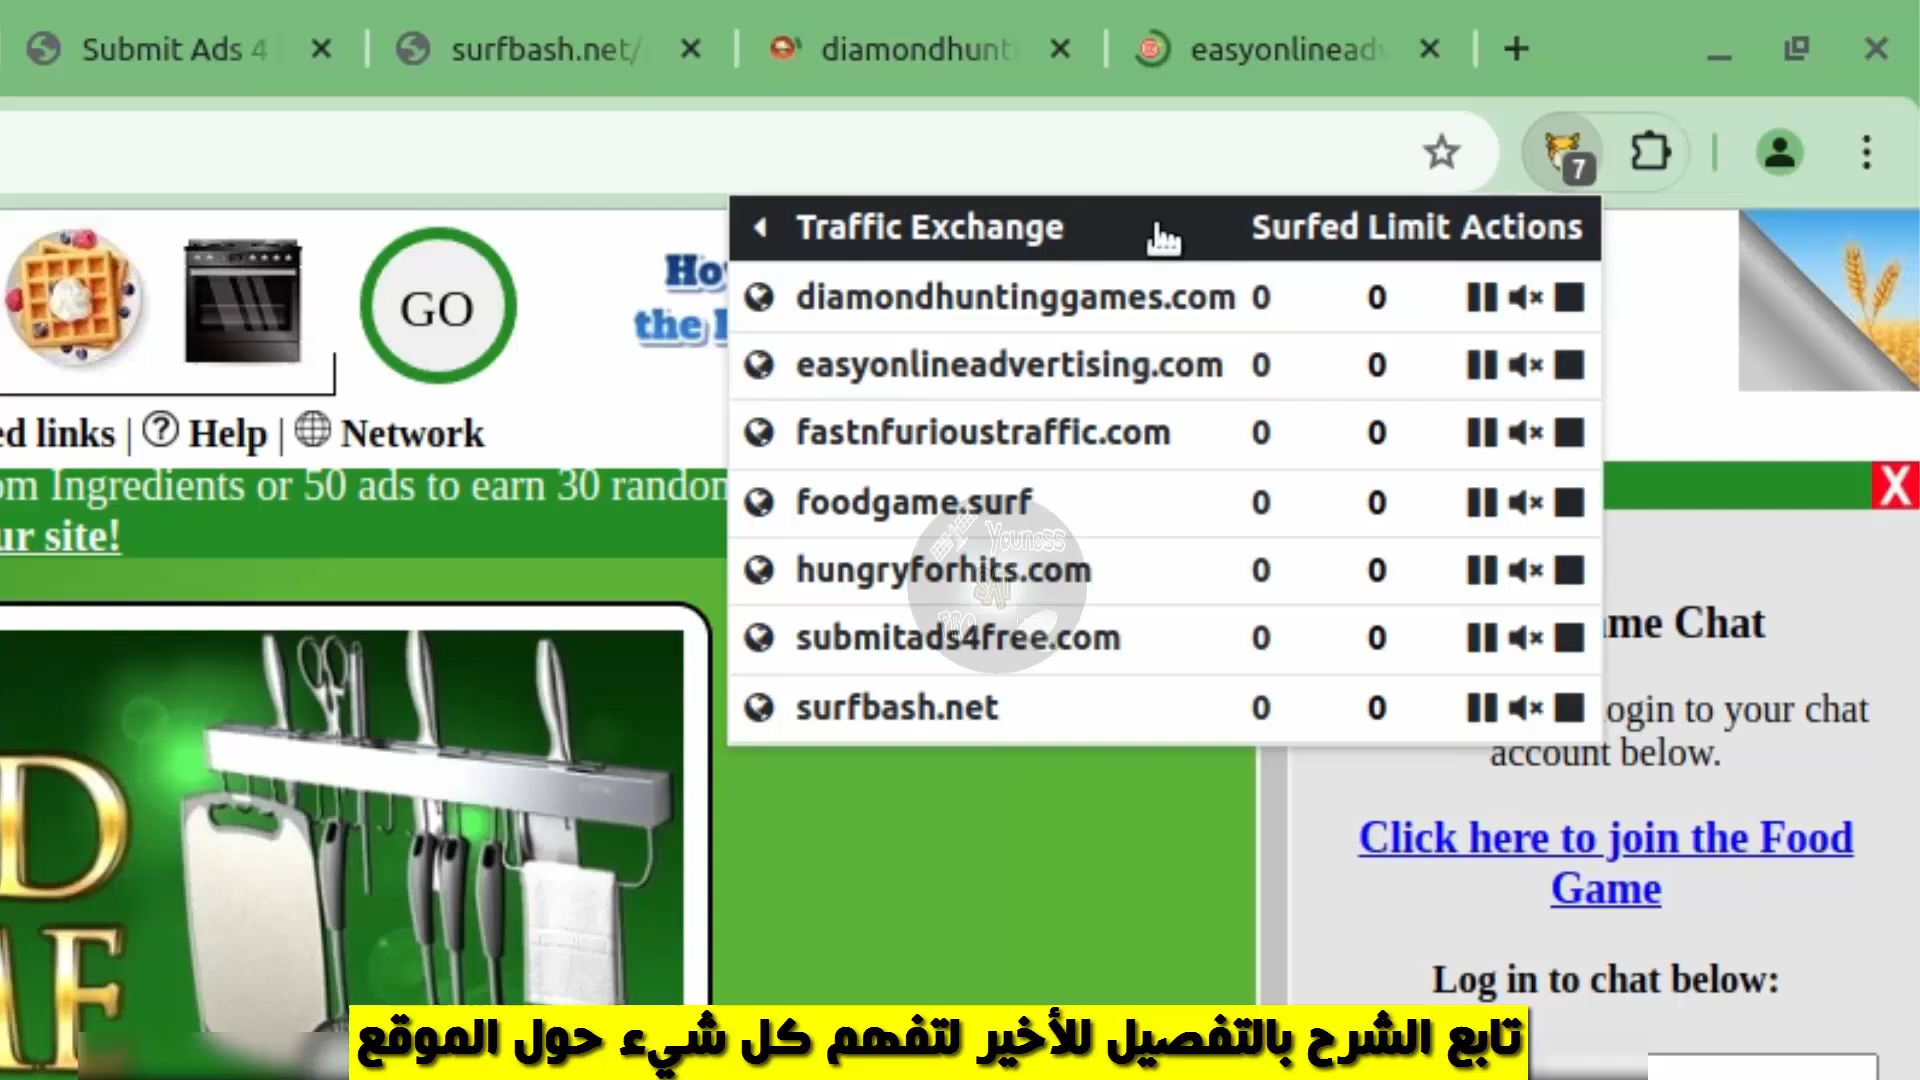 Submit Ads 4
surfbash.net/
diamondhunt
easyonlinead
7
GO
Traffic Exchange Surfed Limit Actions
diamondhuntinggames.com 0 0
easyonlineadvertising.com 0 0
fastnfurioustraffic.com 0 0
foodgame.surf 0 0
hungryforhits.com 0 0
submitads4free.com 0 0
surfbash.net 0 0
Ho
the
ed links | Help | Network
om Ingredients or 50 ads to earn 30 random
ur site!
X
Youness
me Chat
ogin to your chat
account below.
Click here to join the Food
Game
Log in to chat below:
D
ME
تابع الشرح بالتفصيل للأخير لتفهم كل شيء حول الموقع